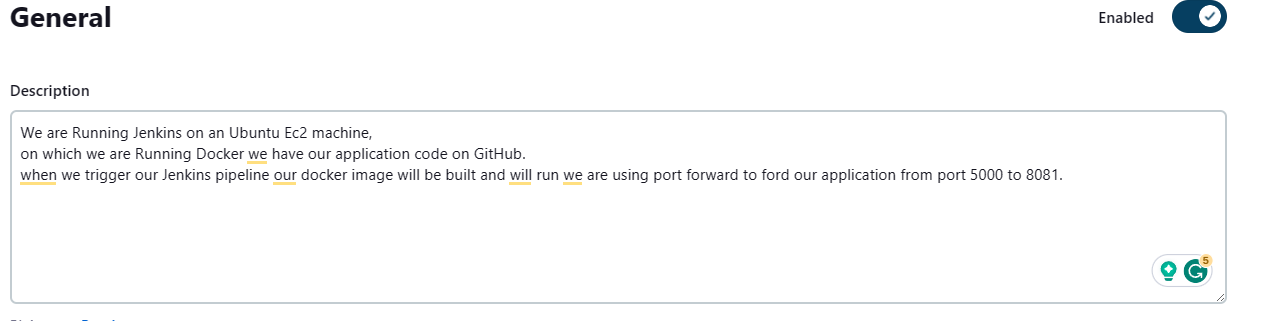 General
Enabled
Description
We are Running Jenkins on an Ubuntu Ec2 machine,
on which we are Running Docker we have our application code on GitHub.
when we trigger our Jenkins pipeline our docker image will be built and will run we are using port forward to ford our application from port 5000 to 8081.
5